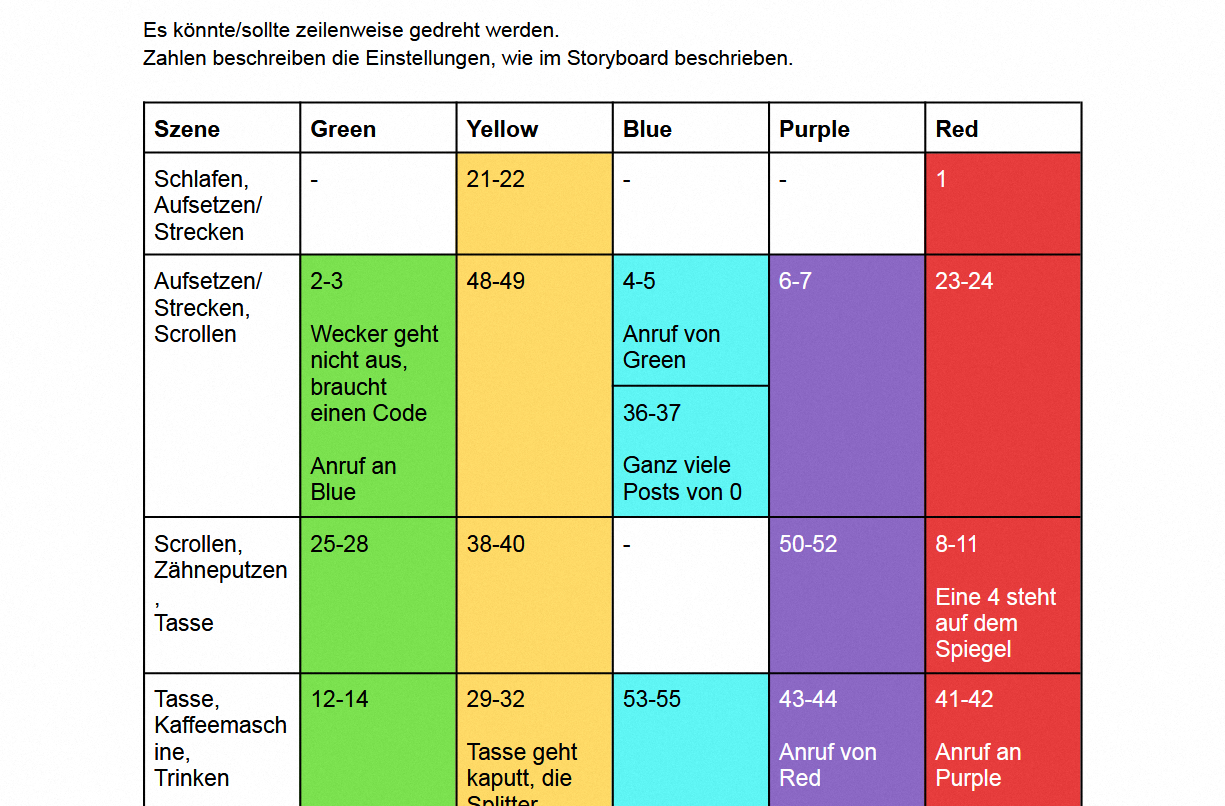 Es könnte/sollte zeilenweise gedreht werden.
Zahlen beschreiben die Einstellungen, wie im Storyboard beschrieben.
Szene Green Yellow Blue Purple Red
Schlafen,
Aufsetzen/
Strecken
-
21-22
-
-
1
Aufsetzen/
Strecken,
Scrollen
2-3
Wecker geht
nicht aus,
braucht
einen Code
Anruf an
Blue
48-49
4-5
Anruf von
Green
36-37
Ganz viele
Posts von 0
6-7
23-24
Scrollen,
Zähneputzen
,
Tasse
25-28
38-40
-
50-52
8-11
Eine 4 steht
auf dem
Spiegel
Tasse,
Kaffeemasch
ine,
Trinken
12-14
29-32
Tasse geht
kaputt, die
Splitter
53-55
43-44
Anruf von
Red
41-42
Anruf an
Purple